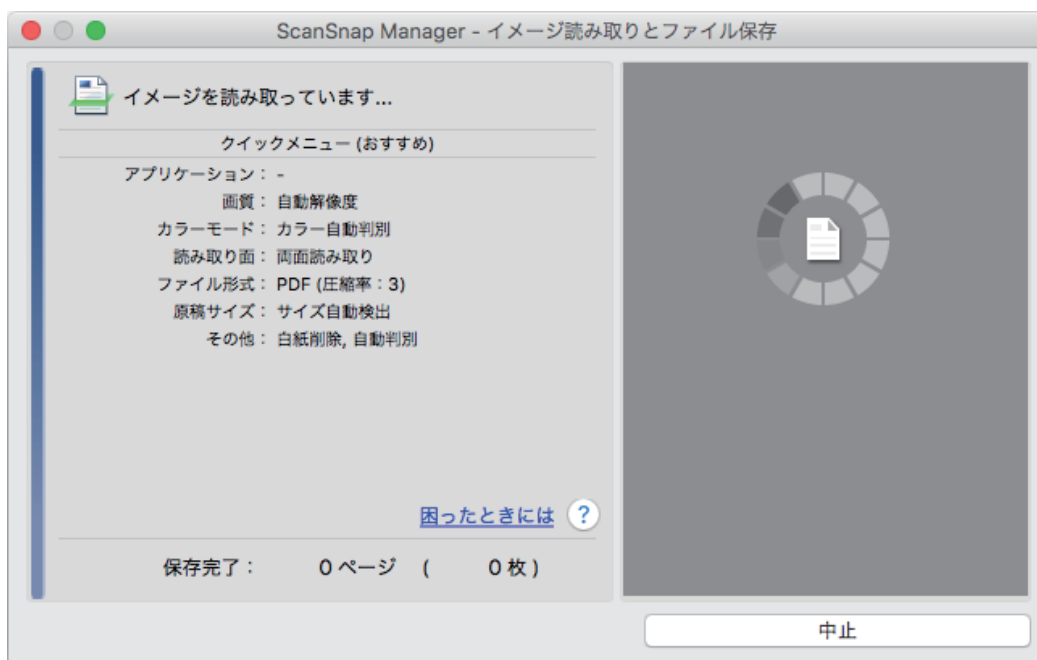 ScanSnap Manager - イメージ読み取りとファイル保存
イメージを読み取っています...
クイックメニュー (おすすめ)
アプリケーション： -
画質： 自動解像度
カラーモード： カラー自動判別
読み取り面： 両面読み取り
ファイル形式： PDF (圧縮率：3)
原稿サイズ： サイズ自動検出
その他： 白紙削除, 自動判別
困ったときには ?
保存完了： 0 ページ ( 0 枚 )
中止